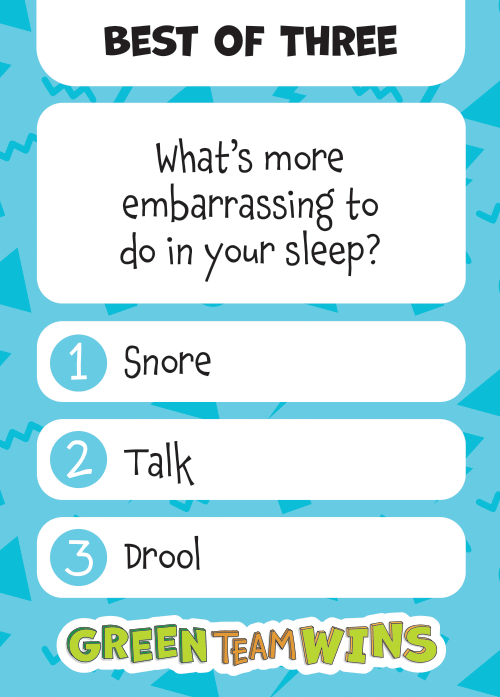 BEST OF THREE
What's more
embarrassing to
do in your sleep?
1 Snore
2 Talk
3 Drool
GREEN TEAM WINS